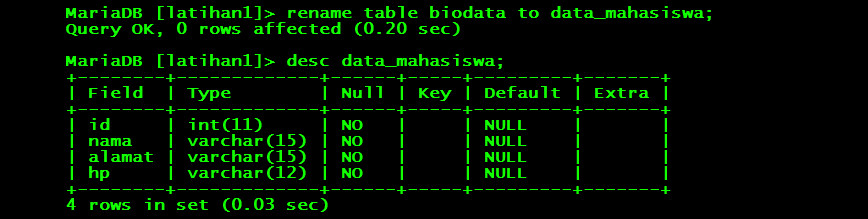 MariaDB [latihan1]> rename table biodata to data_mahasiswa;
Query OK, 0 rows affected (0.20 sec)
MariaDB [latihan1]> desc data_mahasiswa;
+---------+-------------+------+-----+---------+-------+
| Field   | Type        | Null | Key | Default | Extra |
+---------+-------------+------+-----+---------+-------+
| id      | int(11)     | NO   |     | NULL    |       |
| nama    | varchar(15) | NO   |     | NULL    |       |
| alamat  | varchar(15) | NO   |     | NULL    |       |
| hp      | varchar(12) | NO   |     | NULL    |       |
+---------+-------------+------+-----+---------+-------+
4 rows in set (0.03 sec)